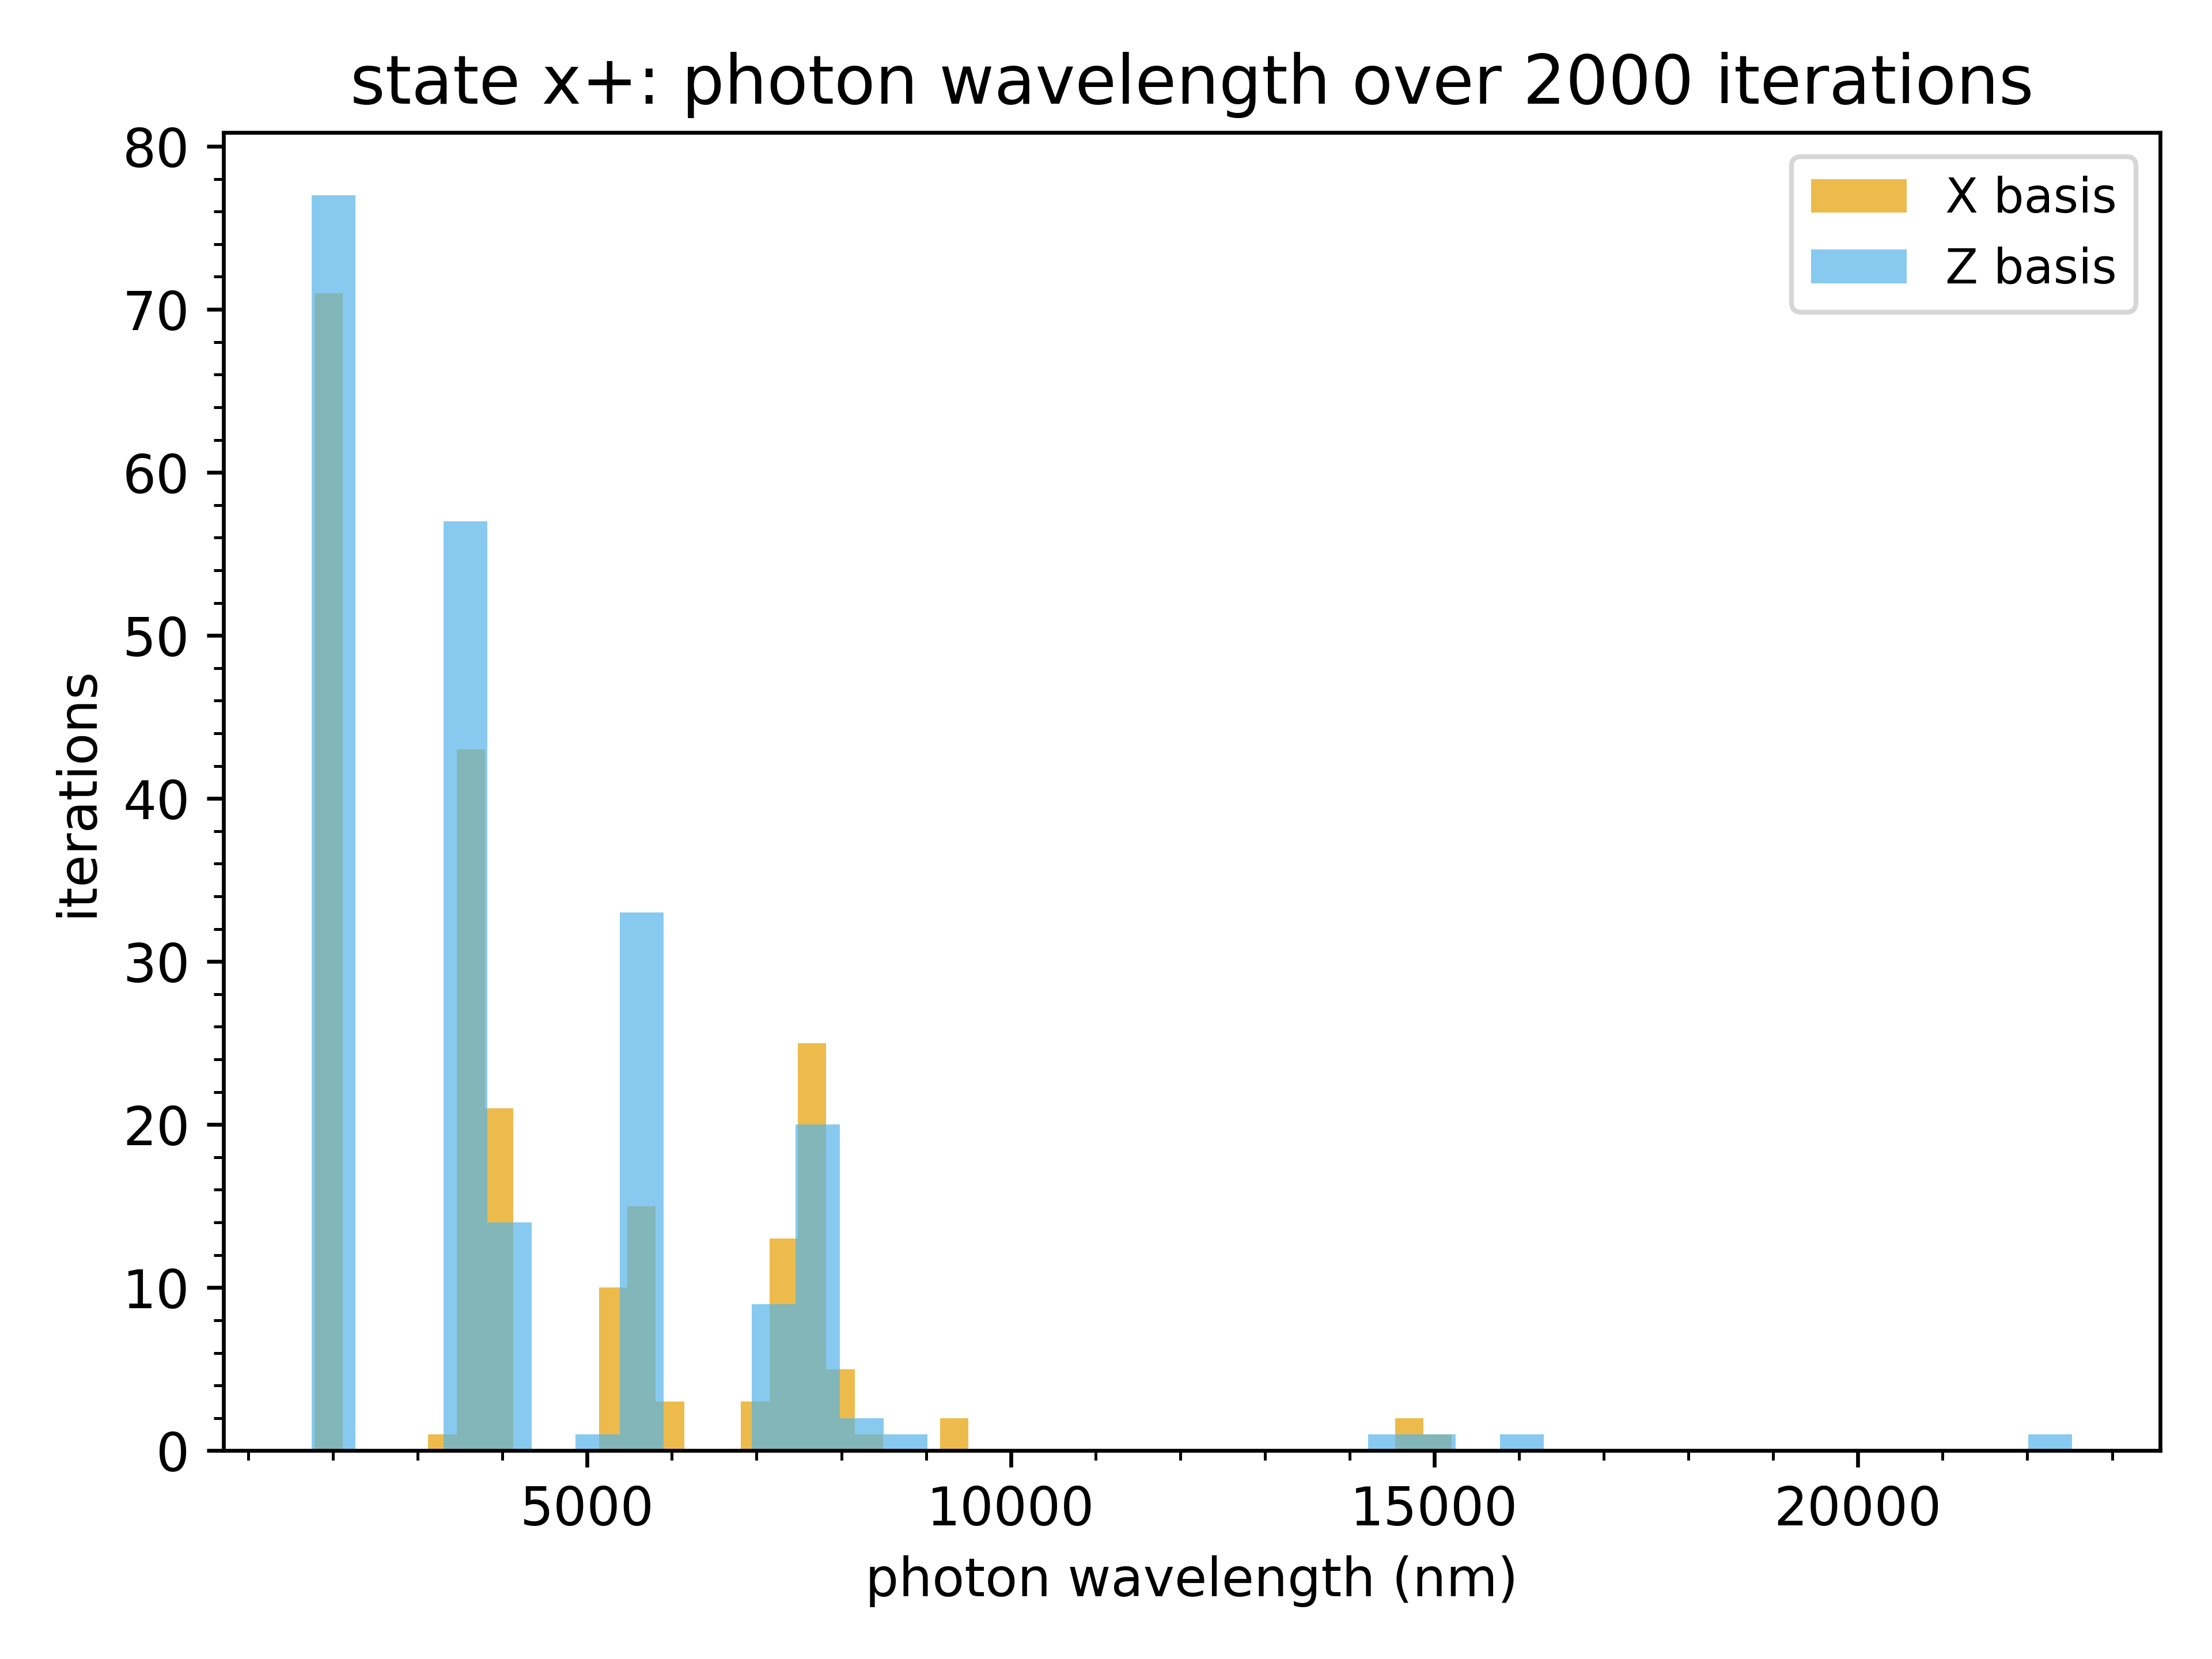 state x+: photon wavelength over 2000 iterations
X basis
Z basis
80
70
60
50
40
30
20
10
0
iterations
5000 10000 15000 20000
photon wavelength (nm)